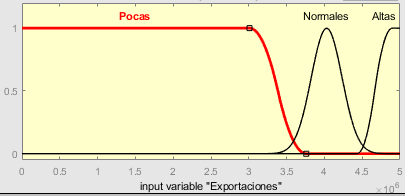 Pocas Normales Altas
1
0.5
0
0 0.5 1 1.5 2 2.5 3 3.5 4 4.5 5
×10^6
input variable "Exportaciones"